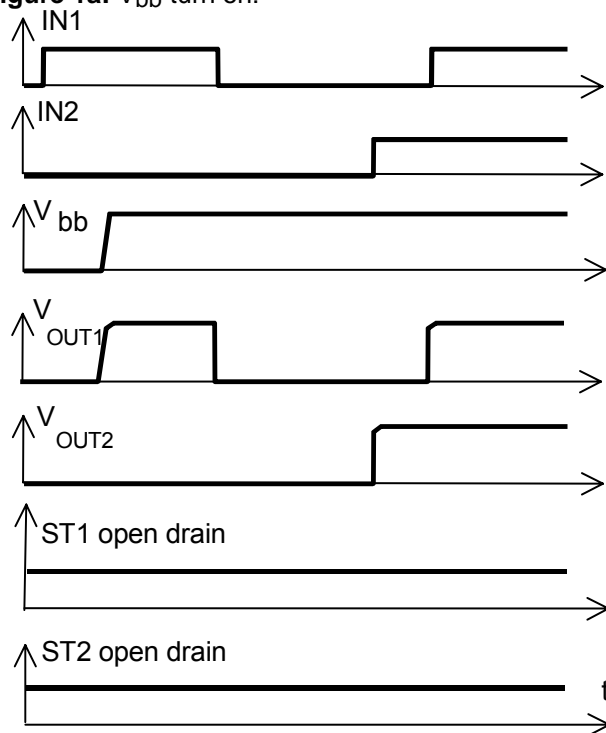 Figure 1a: Vbb turn on:
IN1
IN2
V bb
V OUT1
V OUT2
ST1 open drain
ST2 open drain
t